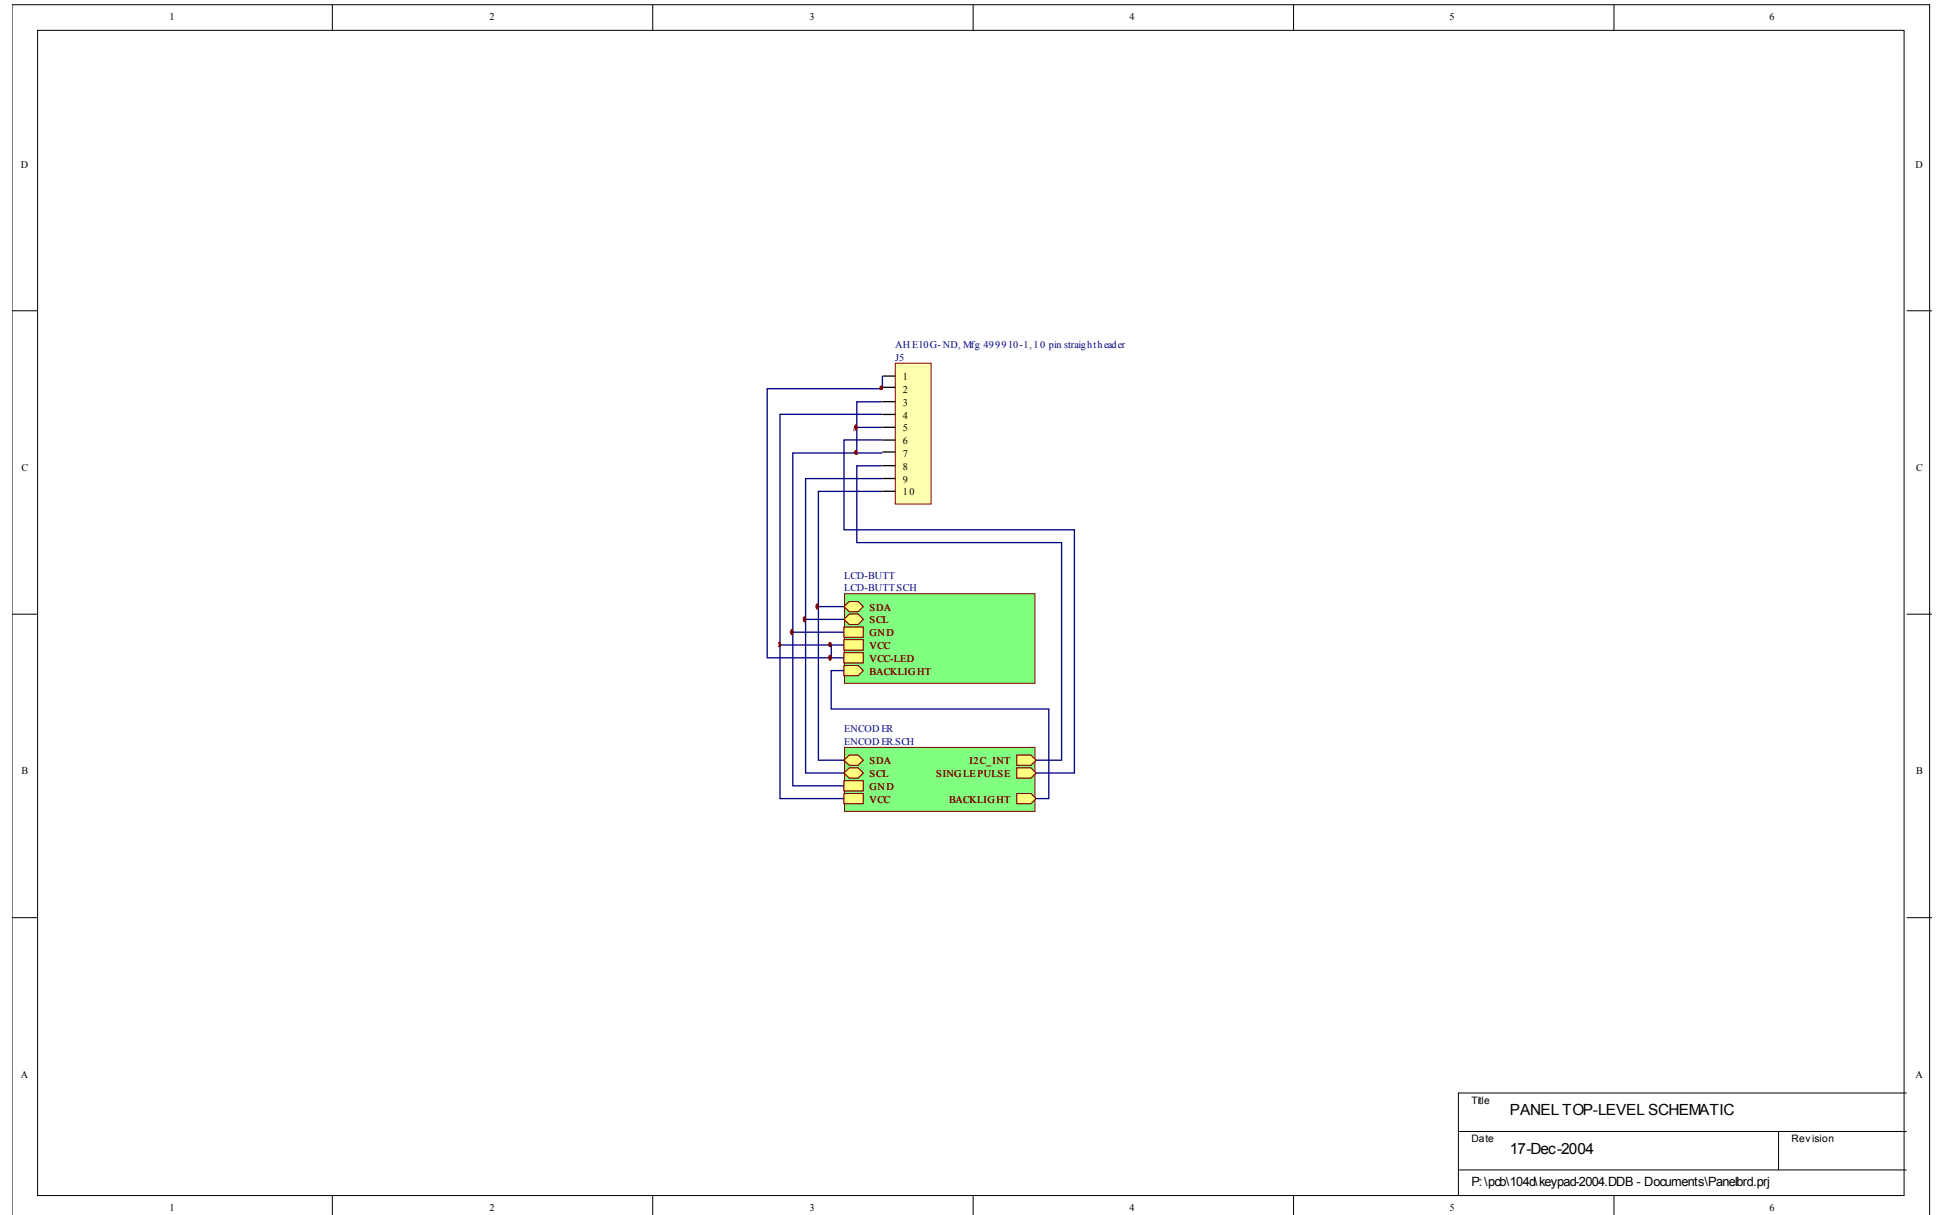 1 2 3 4 5 6
D D
AHE10G-ND, Mfg 499910-1, 10 pin straight header
J5
1
2
3
4
5
6
7
8
9
10
C C
LCD-BUTT
LCD-BUTT.SCH
SDA
SCL
GND
VCC
VCC-LED
BACKLIGHT
ENCODER
ENCODER.SCH
SDA I2C_INT
SCL SINGLEPULSE
GND
VCC BACKLIGHT
B B
A A
Title PANEL TOP-LEVEL SCHEMATIC
Date 17-Dec-2004 Revision
P:\pcb\104d\keypad-2004.DDB - Documents\Panelbrd.prj
1 2 3 4 5 6